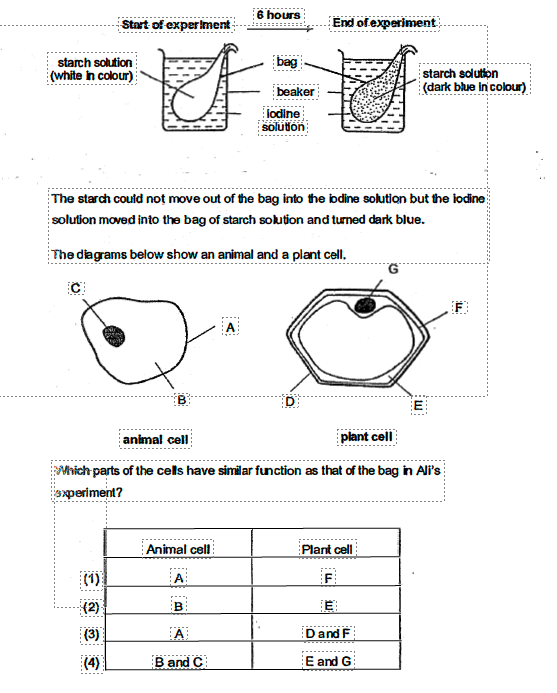 Start of experiment
6 hours
End of experiment
starch solution
(white in colour)
bag
beaker
iodine
solution
starch solution
(dark blue in colour)
The starch could not move out of the bag into the iodine solution but the iodine
solution moved into the bag of starch solution and turned dark blue.
The diagrams below show an animal and a plant cell.
C
A
B
G
F
D
E
animal cell
plant cell
Which parts of the cells have similar function as that of the bag in Ali's
experiment?
Animal cell Plant cell
(1) A F
(2) B E
(3) A D and F
(4) B and C E and G